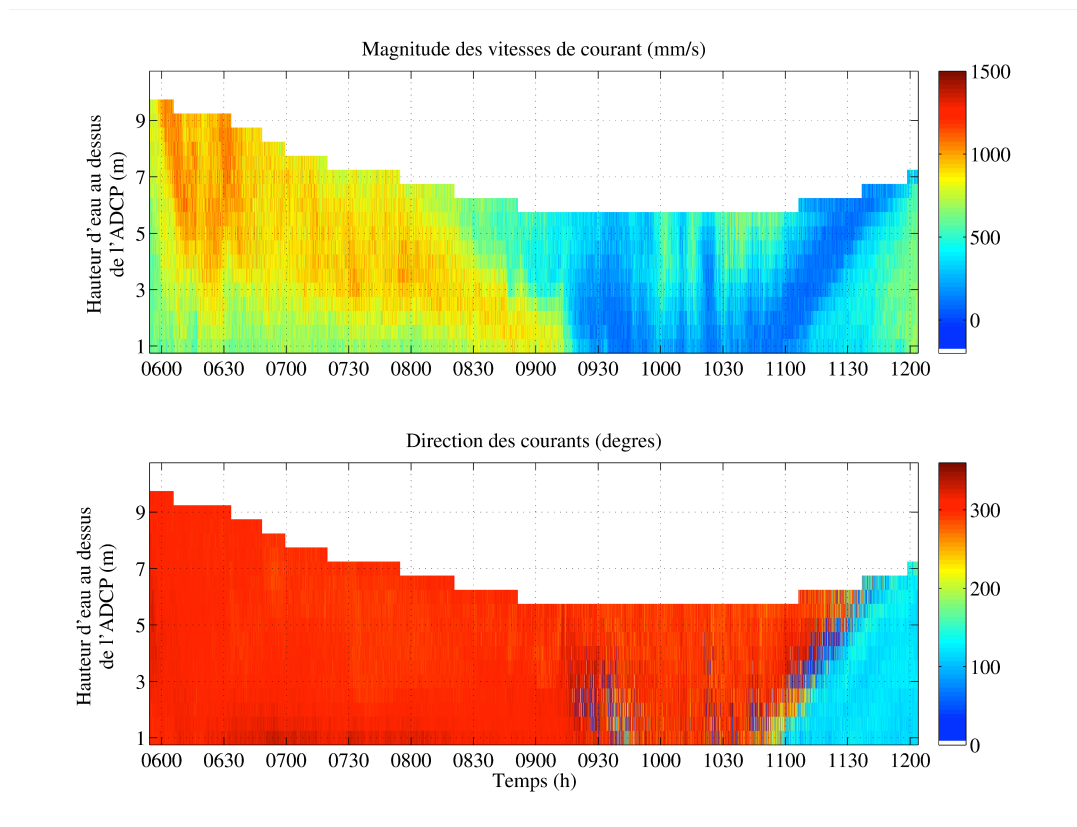 Magnitude des vitesses de courant (mm/s)
Hauteur d'eau au dessus
de l'ADCP (m)
9
7
5
3
1
0600 0630 0700 0730 0800 0830 0900 0930 1000 1030 1100 1130 1200
1500
1000
500
0
Direction des courants (degres)
Hauteur d'eau au dessus
de l'ADCP (m)
9
7
5
3
1
0600 0630 0700 0730 0800 0830 0900 0930 1000 1030 1100 1130 1200
Temps (h)
300
200
100
0